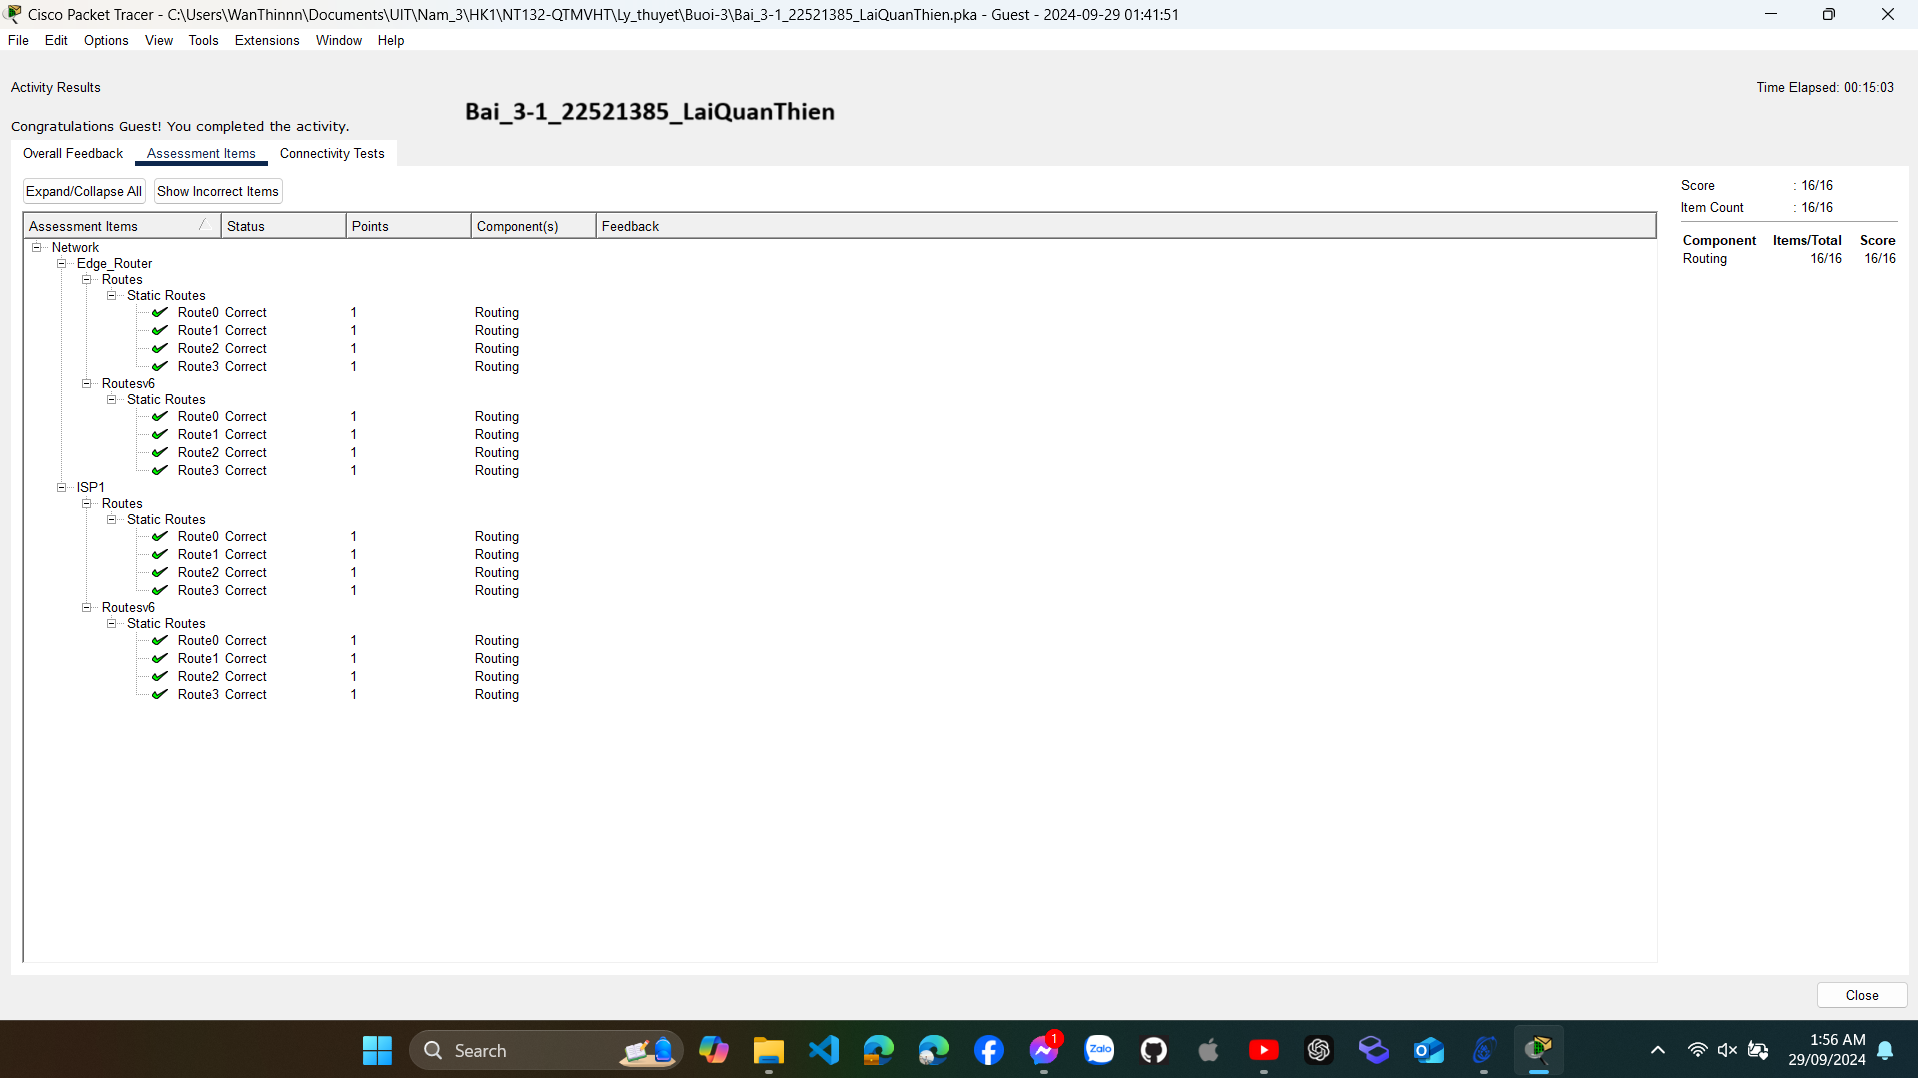 Cisco Packet Tracer - C:\Users\WanThinnn\Documents\UIT\Nam_3\HK1\NT132-QTMVHT\Ly_thuyet\Buoi-3\Bai_3-1_22521385_LaiQuanThien.pka - Guest - 2024-09-29 01:41:51
File Edit Options View Tools Extensions Window Help
Activity Results
Time Elapsed: 00:15:03
Bai_3-1_22521385_LaiQuanThien
Congratulations Guest! You completed the activity.
Overall Feedback Assessment Items Connectivity Tests
Expand/Collapse All Show Incorrect Items
Assessment Items Status Points Component(s) Feedback
Network
Edge_Router
Routes
Static Routes
Route0 Correct 1 Routing
Route1 Correct 1 Routing
Route2 Correct 1 Routing
Route3 Correct 1 Routing
Routesv6
Static Routes
Route0 Correct 1 Routing
Route1 Correct 1 Routing
Route2 Correct 1 Routing
Route3 Correct 1 Routing
ISP1
Routes
Static Routes
Route0 Correct 1 Routing
Route1 Correct 1 Routing
Route2 Correct 1 Routing
Route3 Correct 1 Routing
Routesv6
Static Routes
Route0 Correct 1 Routing
Route1 Correct 1 Routing
Route2 Correct 1 Routing
Route3 Correct 1 Routing
Score : 16/16
Item Count : 16/16
Component Items/Total Score
Routing 16/16 16/16
Close
Search
1
Zalo
1:56 AM
29/09/2024